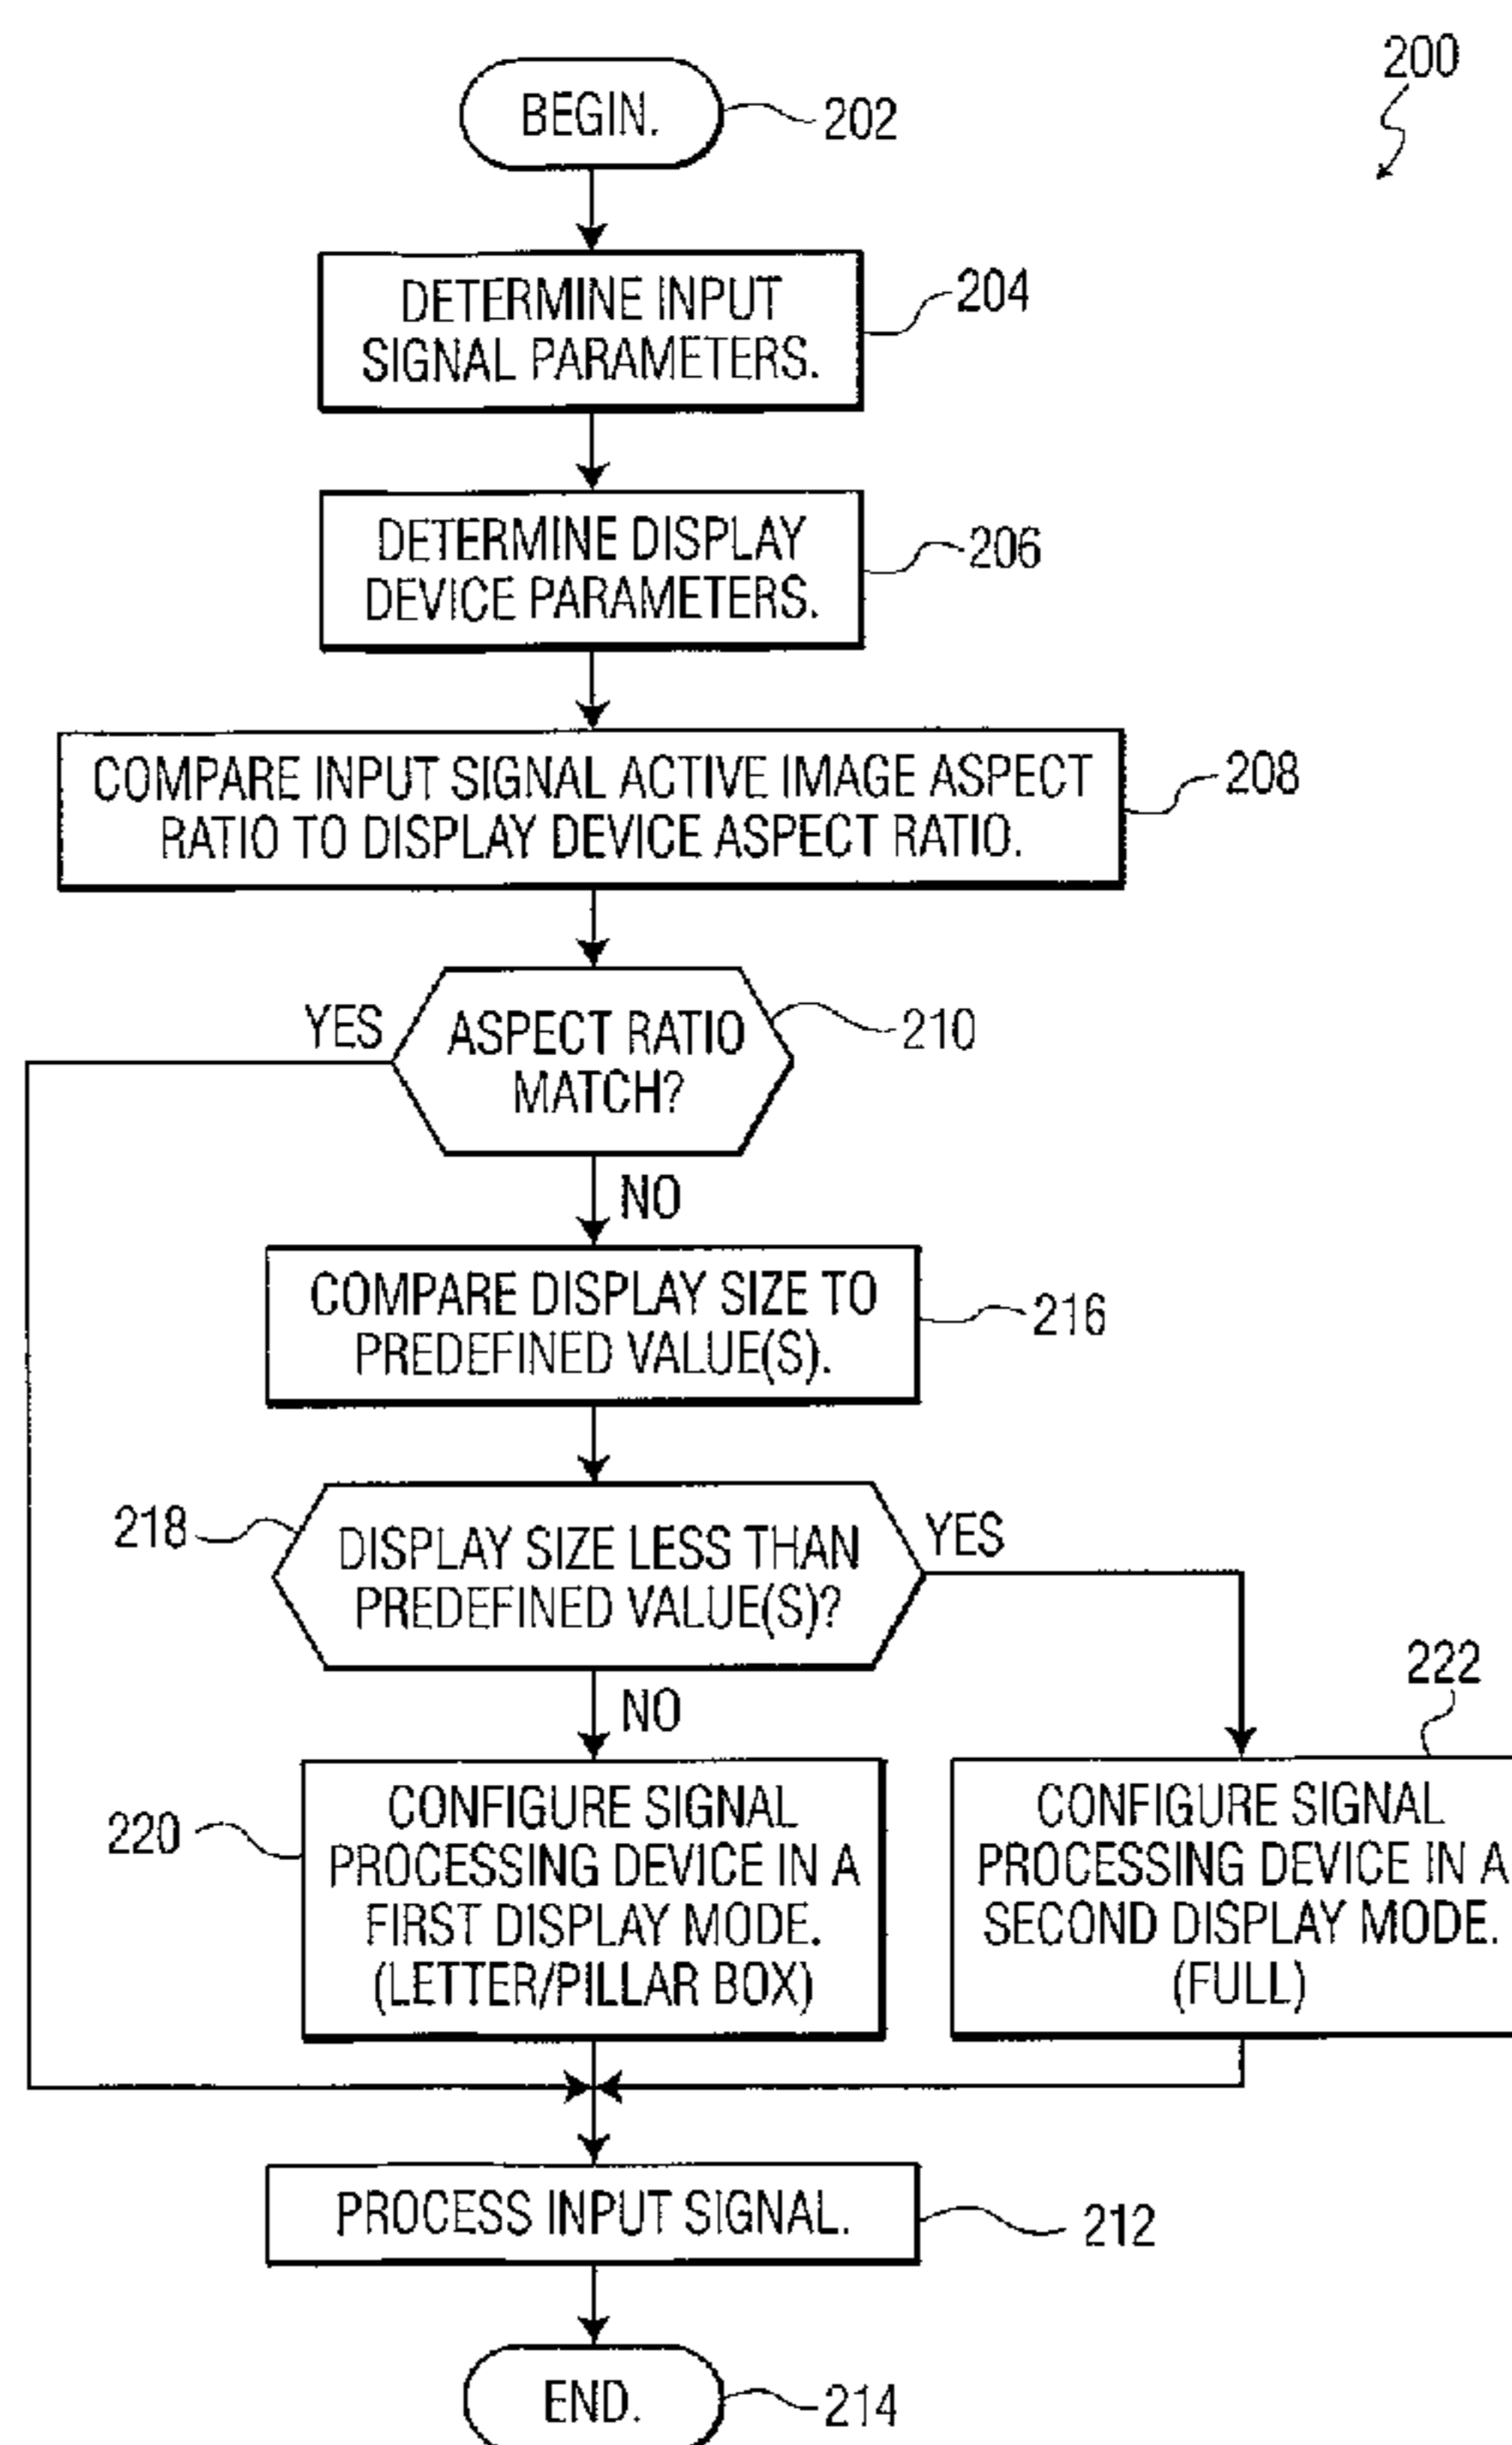 200
BEGIN.
202
DETERMINE INPUT
SIGNAL PARAMETERS.
204
DETERMINE DISPLAY
DEVICE PARAMETERS.
206
COMPARE INPUT SIGNAL ACTIVE IMAGE ASPECT
RATIO TO DISPLAY DEVICE ASPECT RATIO.
208
YES
ASPECT RATIO
MATCH?
210
NO
COMPARE DISPLAY SIZE TO
PREDEFINED VALUE(S).
216
218
DISPLAY SIZE LESS THAN
PREDEFINED VALUE(S)?
YES
NO
222
220
CONFIGURE SIGNAL
PROCESSING DEVICE IN A
FIRST DISPLAY MODE.
(LETTER/PILLAR BOX)
CONFIGURE SIGNAL
PROCESSING DEVICE IN A
SECOND DISPLAY MODE.
(FULL)
PROCESS INPUT SIGNAL.
212
END.
214